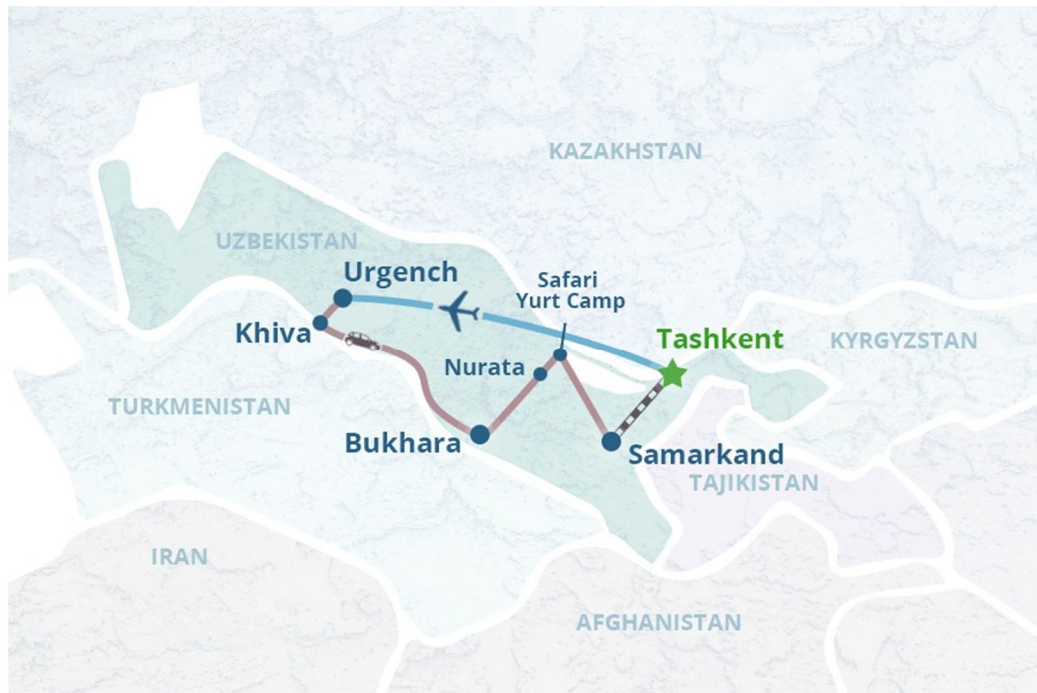 KAZAKHSTAN
UZBEKISTAN
Urgench
Safari
Yurt Camp
Khiva
Tashkent
KYRGYZSTAN
Nurata
TURKMENISTAN
Bukhara
Samarkand
TAJIKISTAN
IRAN
AFGHANISTAN